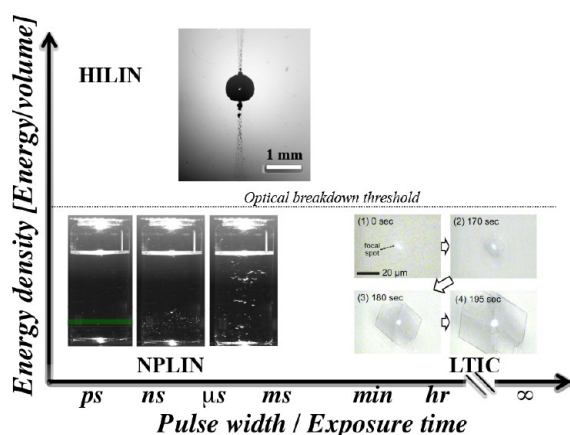 Energy density [Energy/volume]
HILIN
1 mm
Optical breakdown threshold
(1) 0 sec
focal
spot
20 µm
(2) 170 sec
(3) 180 sec
(4) 195 sec
NPLIN
LTIC
ps ns µs ms min hr ∞
Pulse width / Exposure time